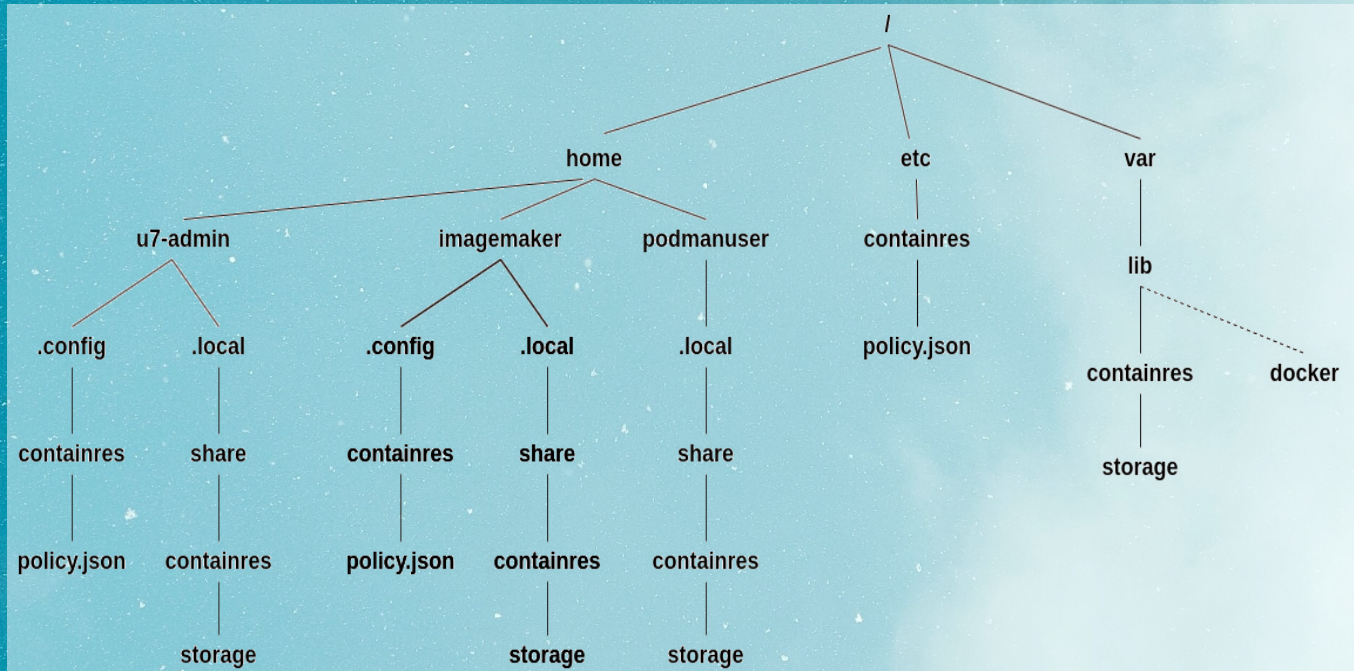 /
home etc var
u7-admin imagemaker podmanuser containres
lib
.config .local .config .local .local policy.json
containres docker
containres share containres share share
storage
policy.json containres policy.json containres containres
storage storage storage